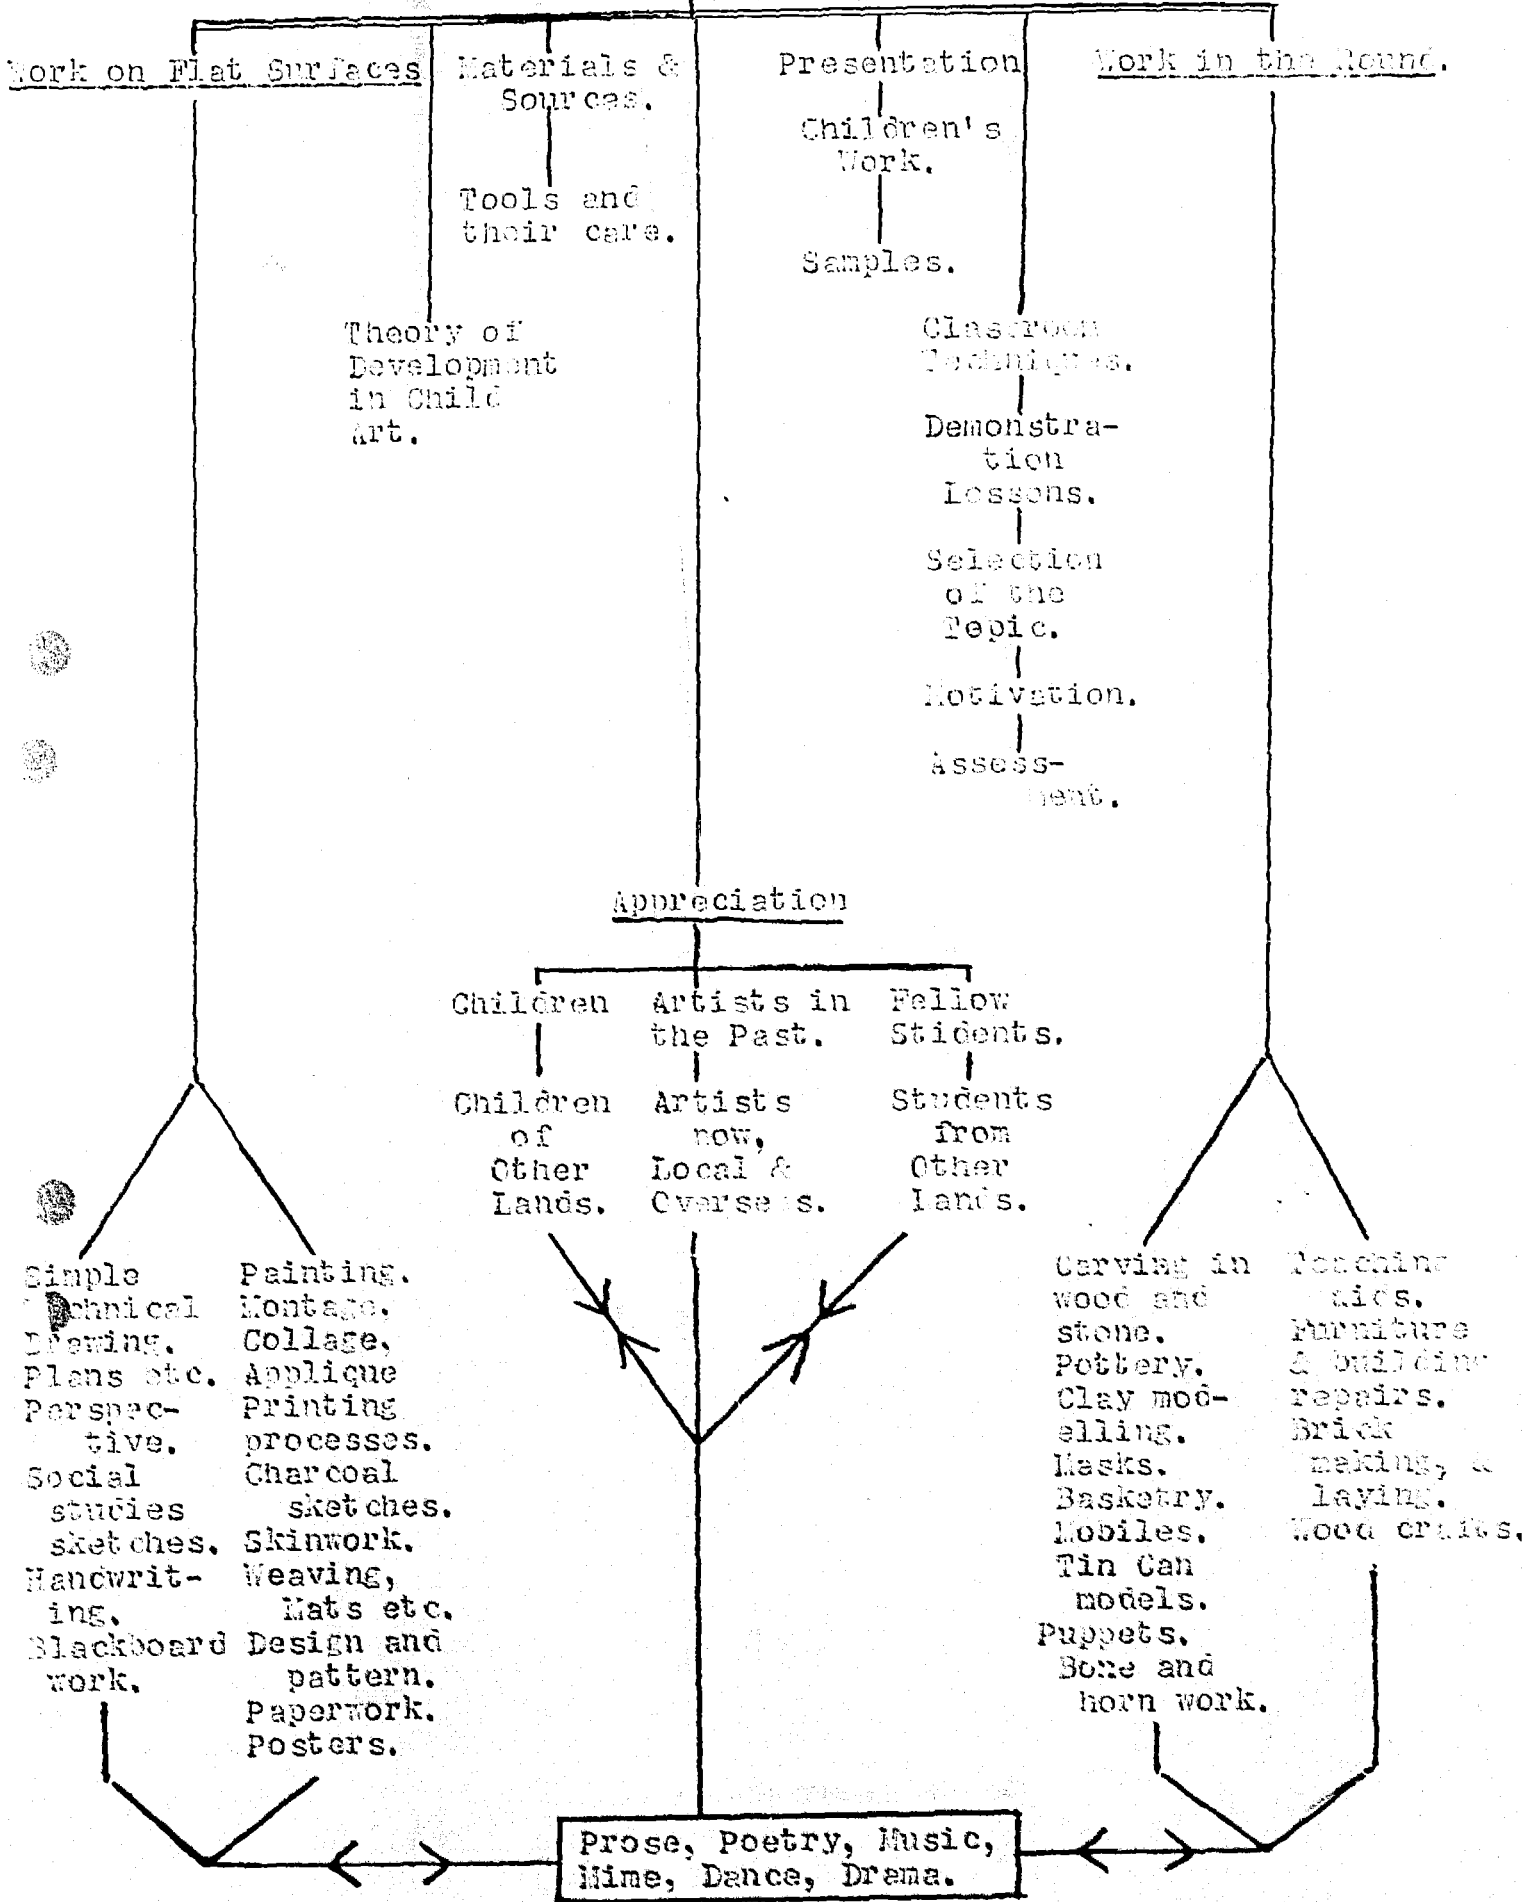 Work on Flat Surfaces
Materials &
Sources.
Tools and
their care.
Theory of
Development
in Child
Art.
Presentation
Children's
Work.
Samples.
Classroom
Techniques.
Demonstra-
tion
Lessons.
Selection
of the
Topic.
Motivation.
Assess-
ment.
Work in the Round.
Appreciation
Children
Children
of
Other
Lands.
Artists in
the Past.
Artists
now,
Local &
Overseas.
Fellow
Stidents.
Students
from
Other
Lands.
Simple
Technical
Drawing.
Plans etc.
Perspec-
tive.
Social
studies
sketches.
Handwrit-
ing.
Blackboard
work.
Painting.
Montage.
Collage,
Applique
Printing
processes.
Charcoal
sketches.
Skinwork.
Weaving,
Mats etc.
Design and
pattern.
Paperwork.
Posters.
Carving in
wood and
stone.
Pottery.
Clay mod-
elling.
Masks.
Basketry.
Mobiles.
Tin Can
models.
Puppets.
Bone and
horn work.
Teaching
aids.
Furniture
& building
repairs.
Brick
making, &
laying.
Wood crafts.
Prose, Poetry, Music,
Mime, Dance, Drama.